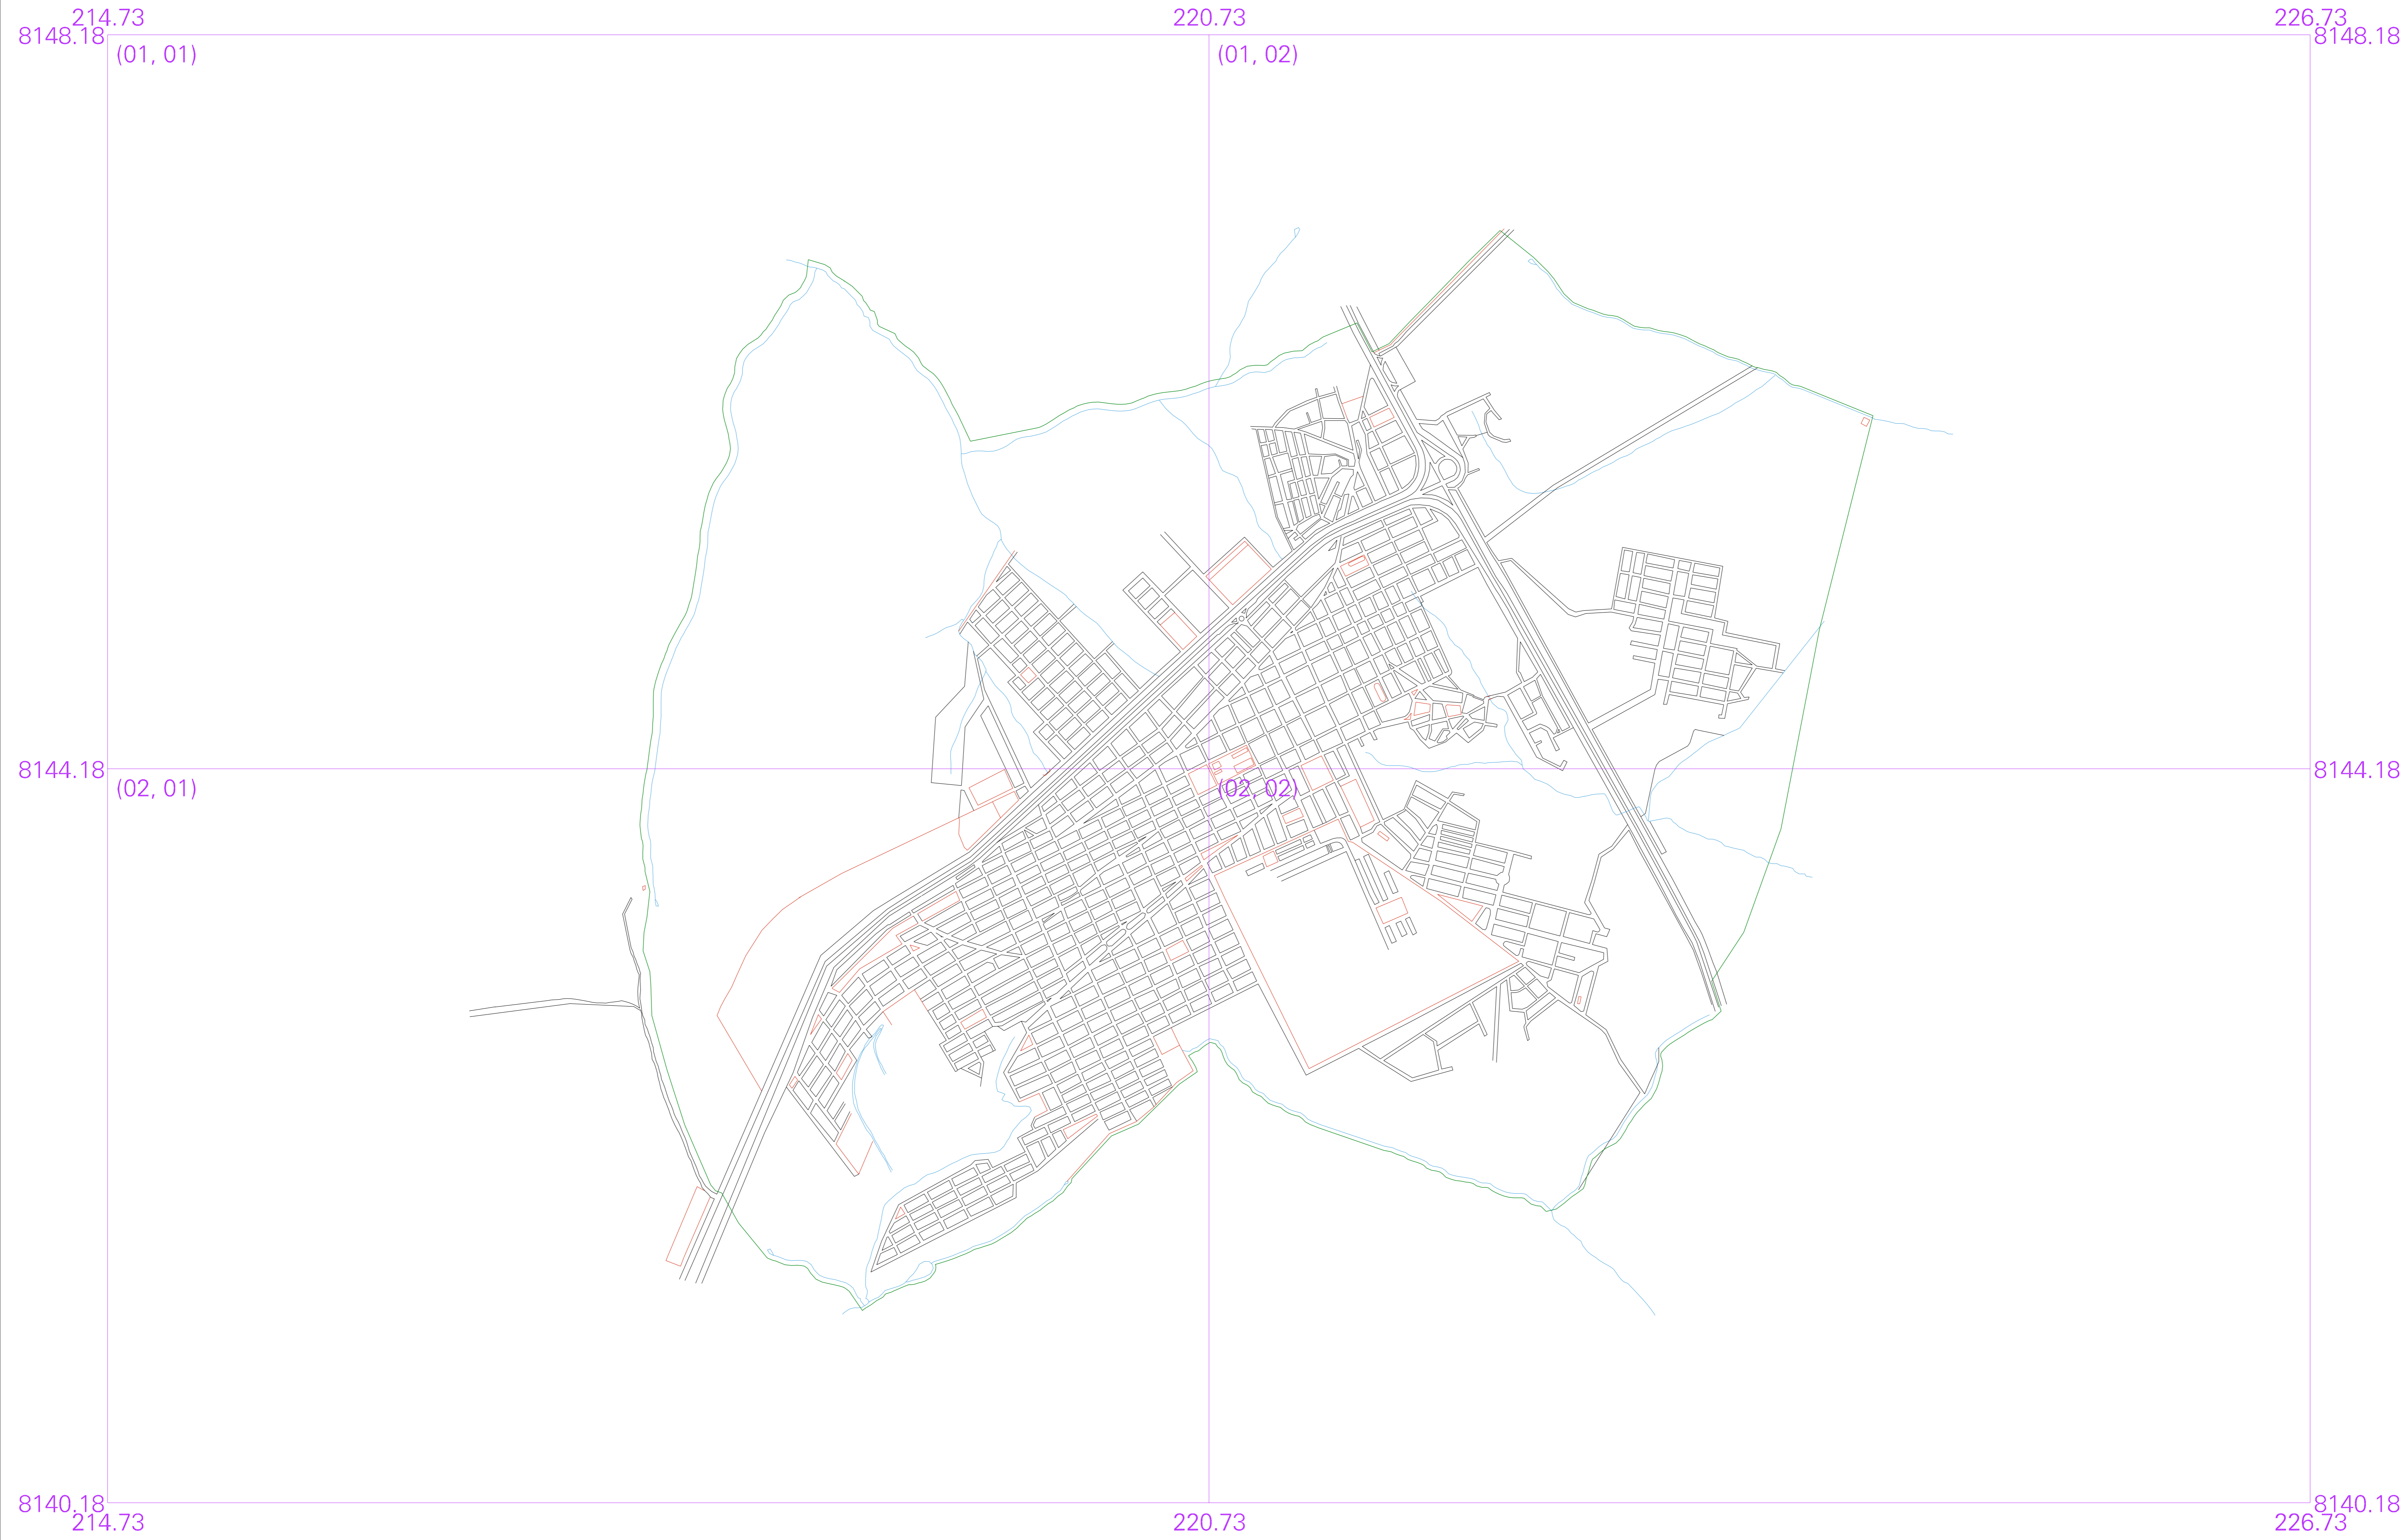 214.73 220.73 226.73
8148.18 8148.18
(01, 01) (01, 02)
8144.18 8144.18
(02, 01) (02, 02)
8140.18 8140.18
214.73 220.73 226.73